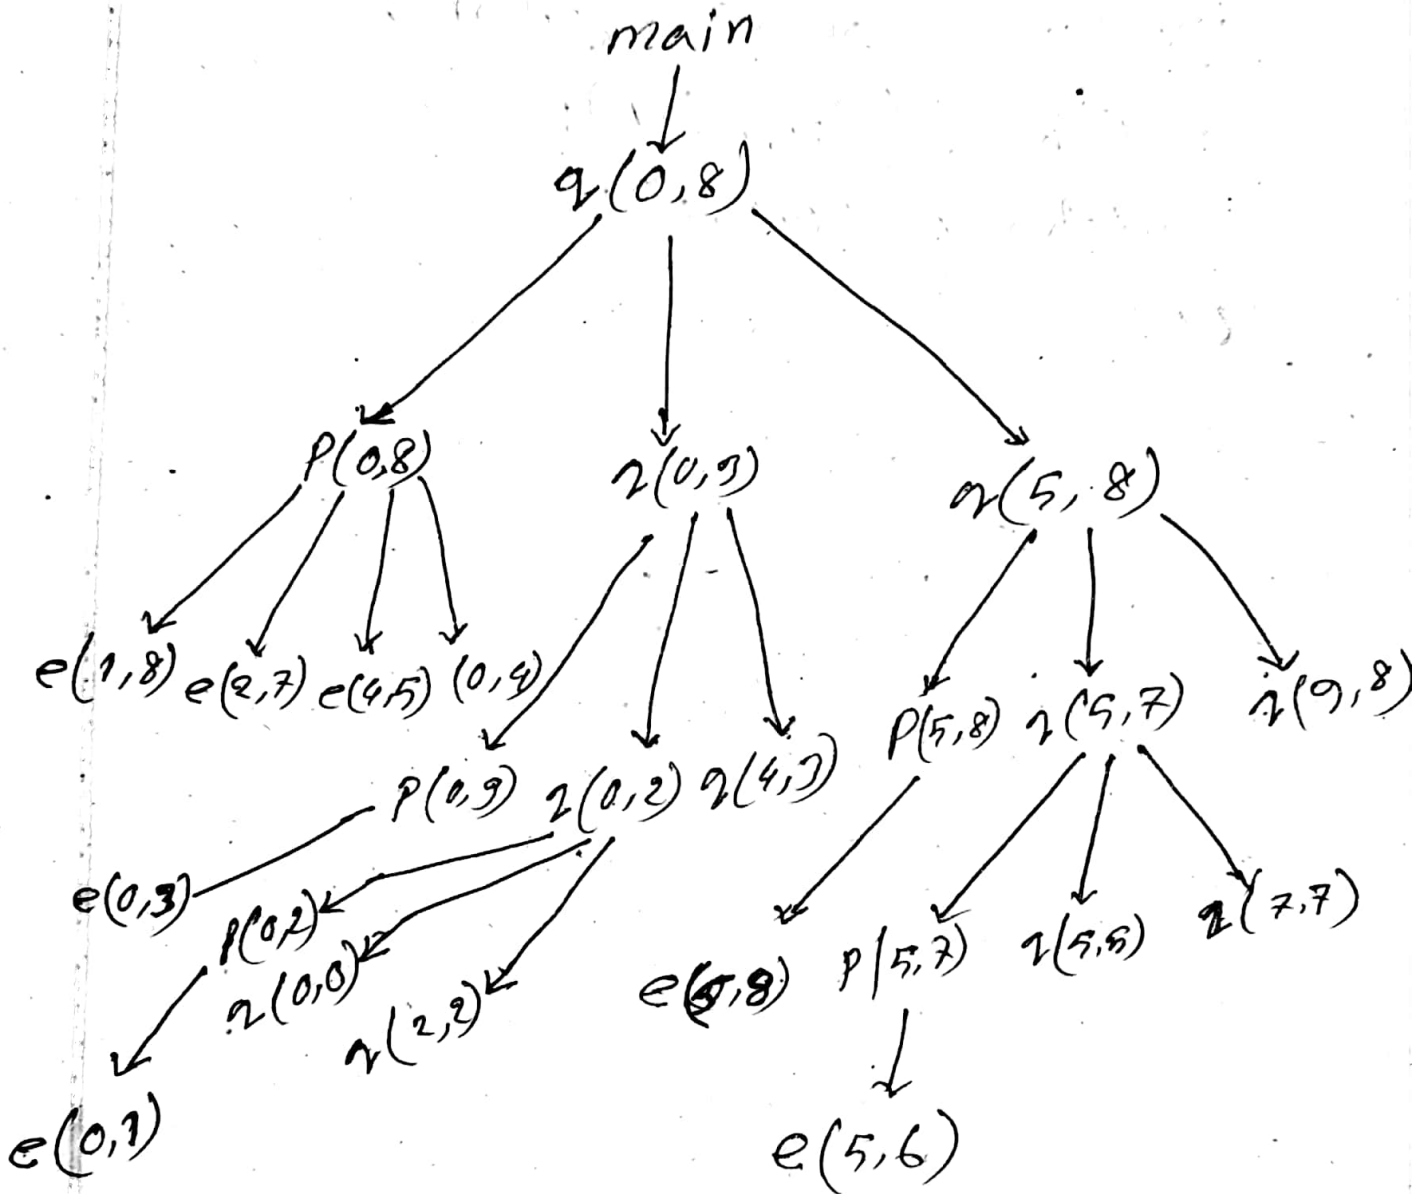 main
q(0,8)
p(0,8) q(0,3) q(5,8)
e(1,8) e(2,7) e(4,5) (0,4) p(5,8) q(5,7) q(9,8)
p(0,3) q(0,2) q(4,3)
e(0,3) p(0,2) q(0,0) q(2,2) e(5,8) p(5,7) q(5,5) q(7,7)
e(0,1) e(5,6)